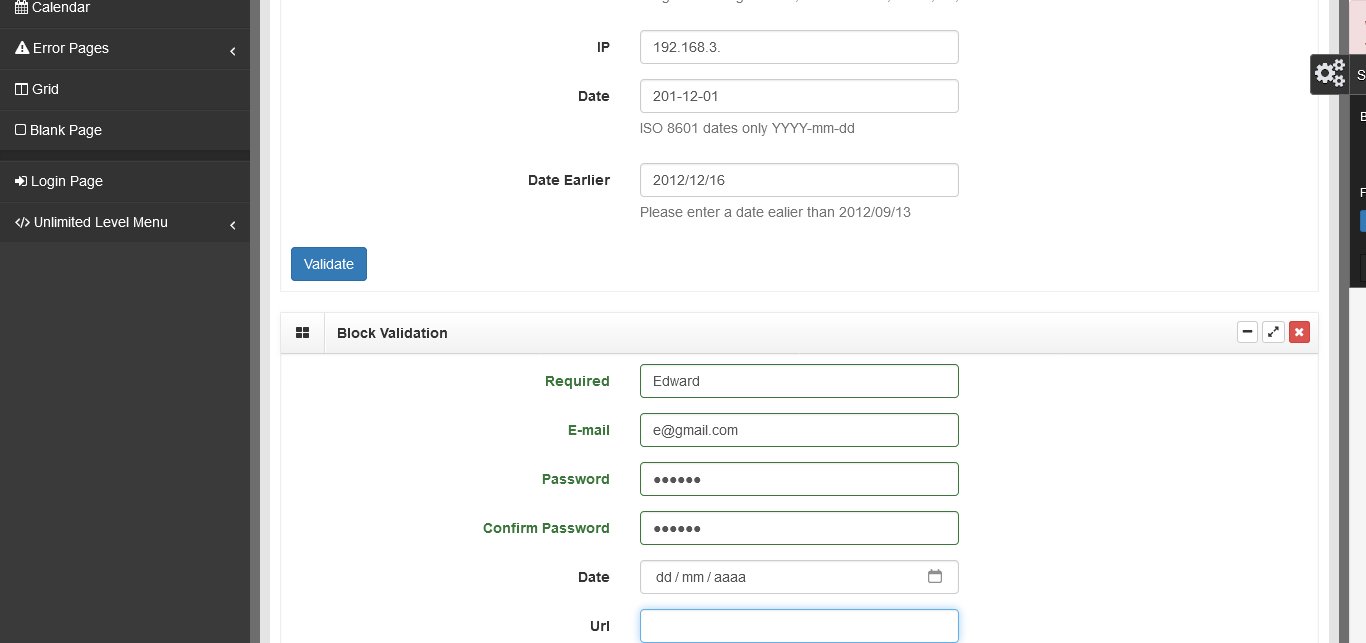 Calendar
Error Pages
Grid
Blank Page
Login Page
Unlimited Level Menu
IP 192.168.3.
Date 201-12-01
ISO 8601 dates only YYYY-mm-dd
Date Earlier 2012/12/16
Please enter a date ealier than 2012/09/13
Validate
Block Validation
Required Edward
E-mail e@gmail.com
Password ••••••
Confirm Password ••••••
Date dd/mm/aaaa
Url